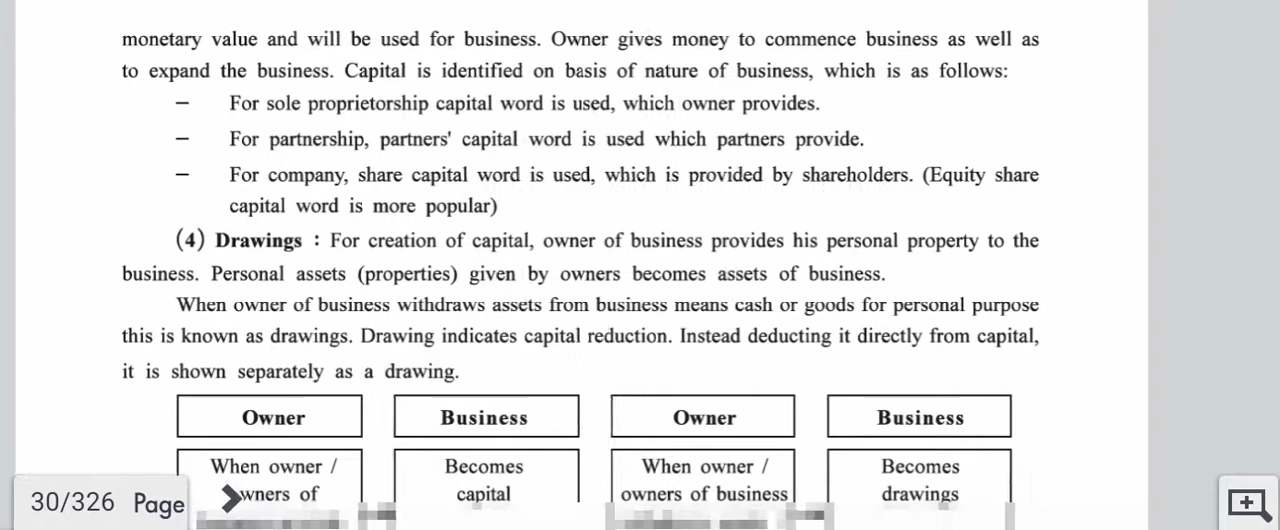 monetary value and will be used for business. Owner gives money to commence business as well as
to expand the business. Capital is identified on basis of nature of business, which is as follows:
– For sole proprietorship capital word is used, which owner provides.
– For partnership, partners' capital word is used which partners provide.
– For company, share capital word is used, which is provided by shareholders. (Equity share
capital word is more popular)
(4) Drawings : For creation of capital, owner of business provides his personal property to the
business. Personal assets (properties) given by owners becomes assets of business.
When owner of business withdraws assets from business means cash or goods for personal purpose
this is known as drawings. Drawing indicates capital reduction. Instead deducting it directly from capital,
it is shown separately as a drawing.
Owner Business Owner Business
When owner / Becomes When owner / Becomes
wners of capital owners of business drawings
30/326 Page